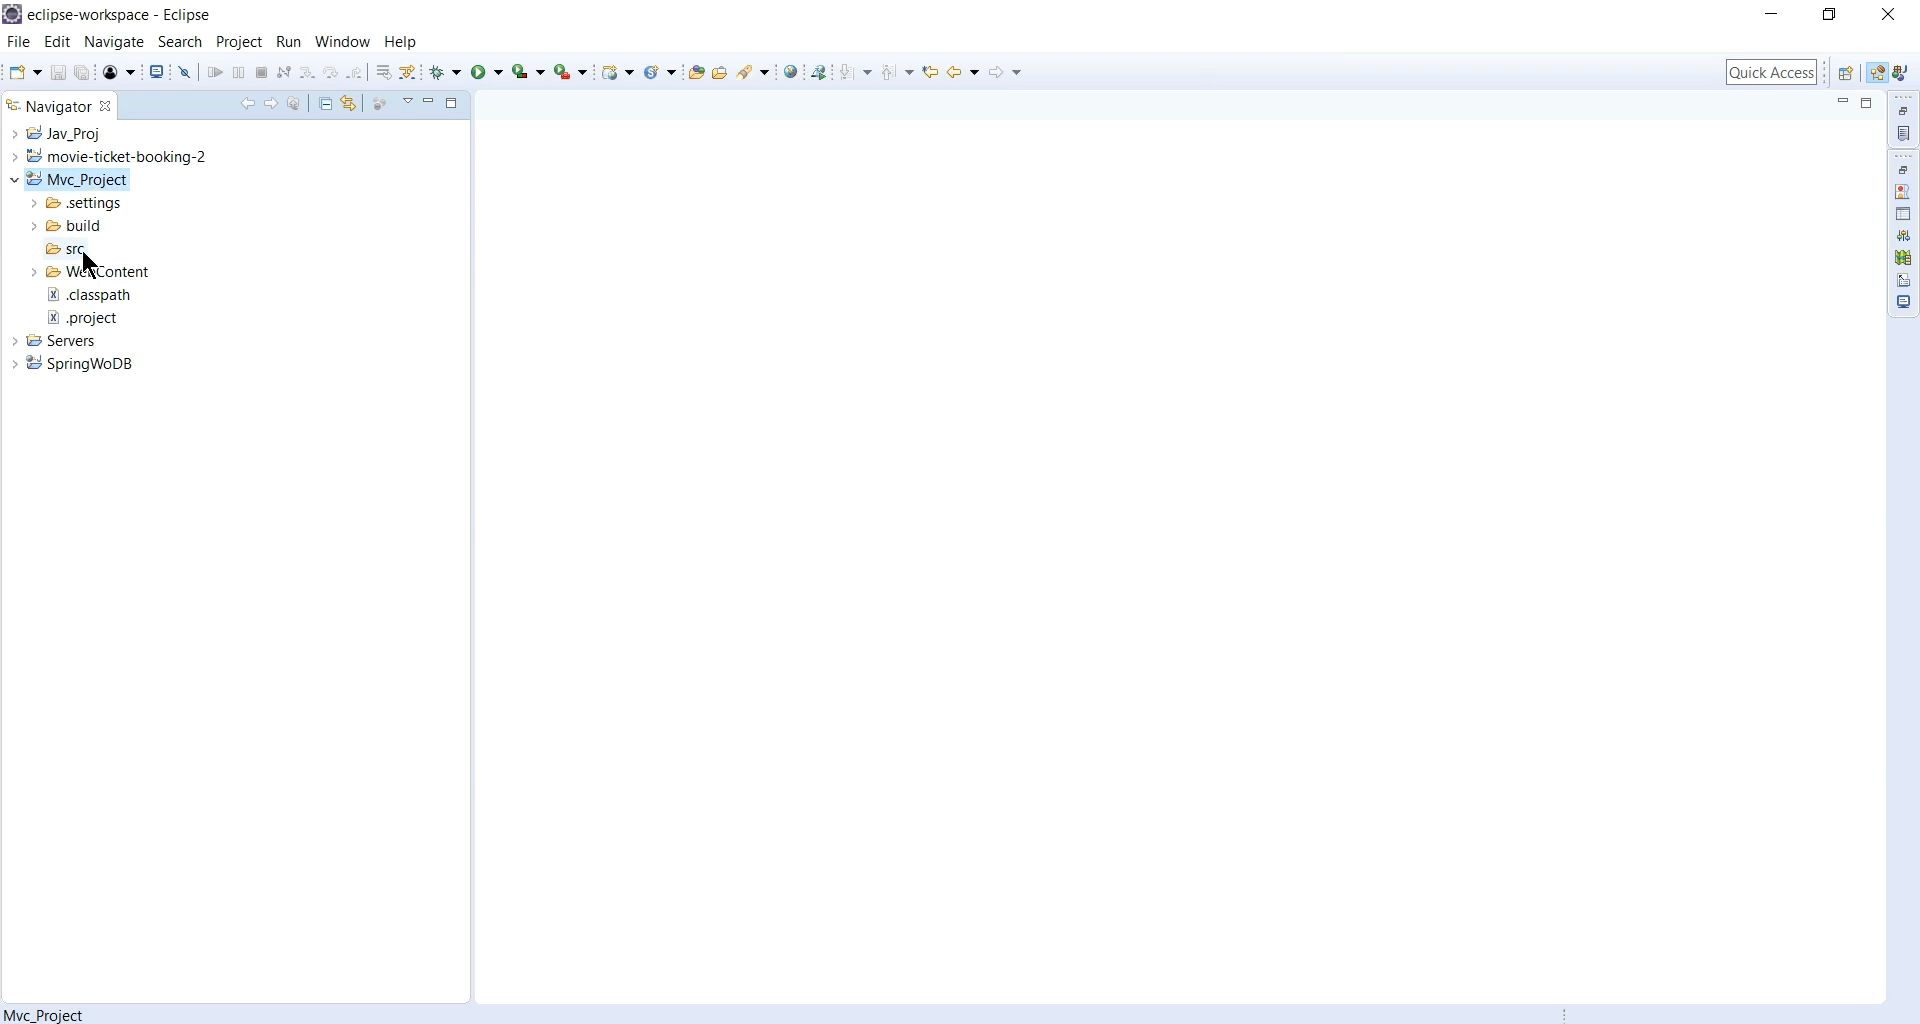 eclipse-workspace - Eclipse
File Edit Navigate Search Project Run Window Help
Quick Access
Navigator
Jav_Proj
movie-ticket-booking-2
Mvc_Project
.settings
build
src
WebContent
.classpath
.project
Servers
SpringWoDB
Mvc_Project